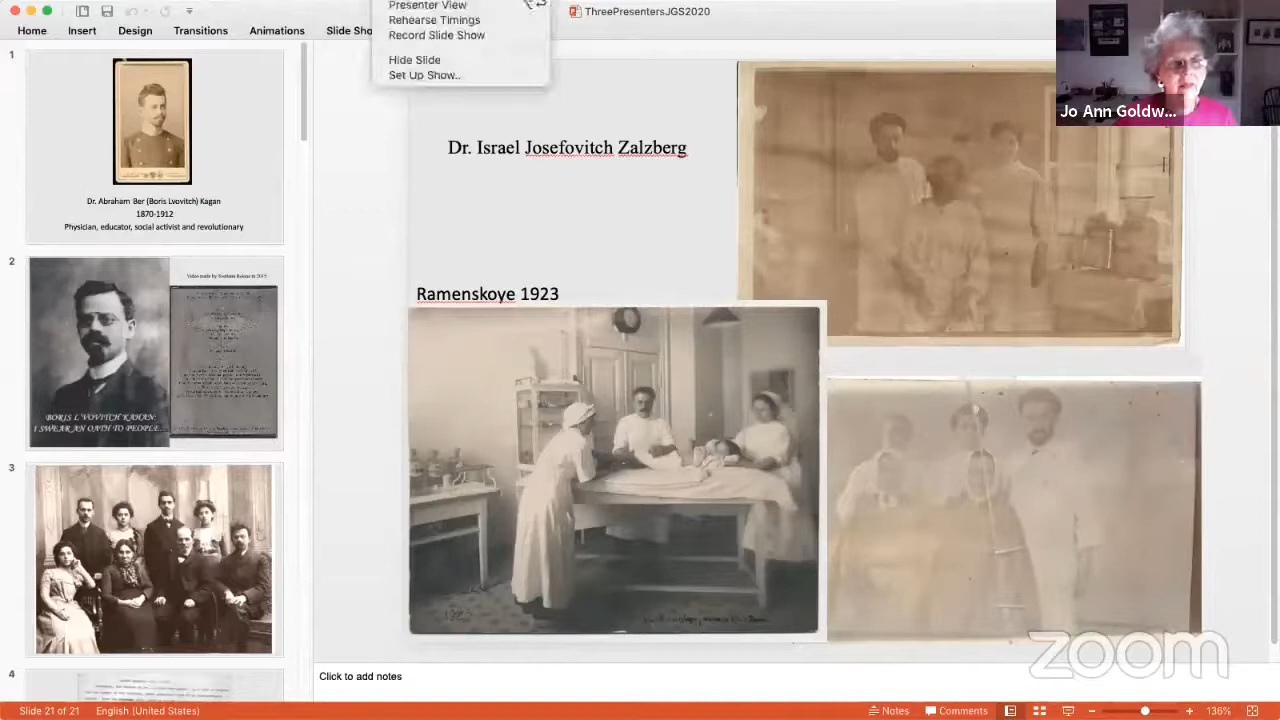 Presenter View
Rehearse Timings
Record Slide Show
Hide Slide
Set Up Show..
ThreePresentersJGS2020
Home Insert Design Transitions Animations Slide Sho
Jo Ann Goldw...
1
Dr. Abraham Ber (Boris Lvovitch) Kagan
1870-1912
Physician, educator, social activist and revolutionary
2
BORIS L'VOVITCH KAHAN:
I SWEAR AN OATH TO PEOPLE...
3
4
Dr. Israel Josefovitch Zalzberg
Ramenskoye 1923
zoom
Click to add notes
Slide 21 of 21 English (United States) Notes Comments 136%